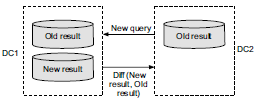 New query
Old result
Old result
DC1
DC2
New result
Diff (New
result, Old
result)